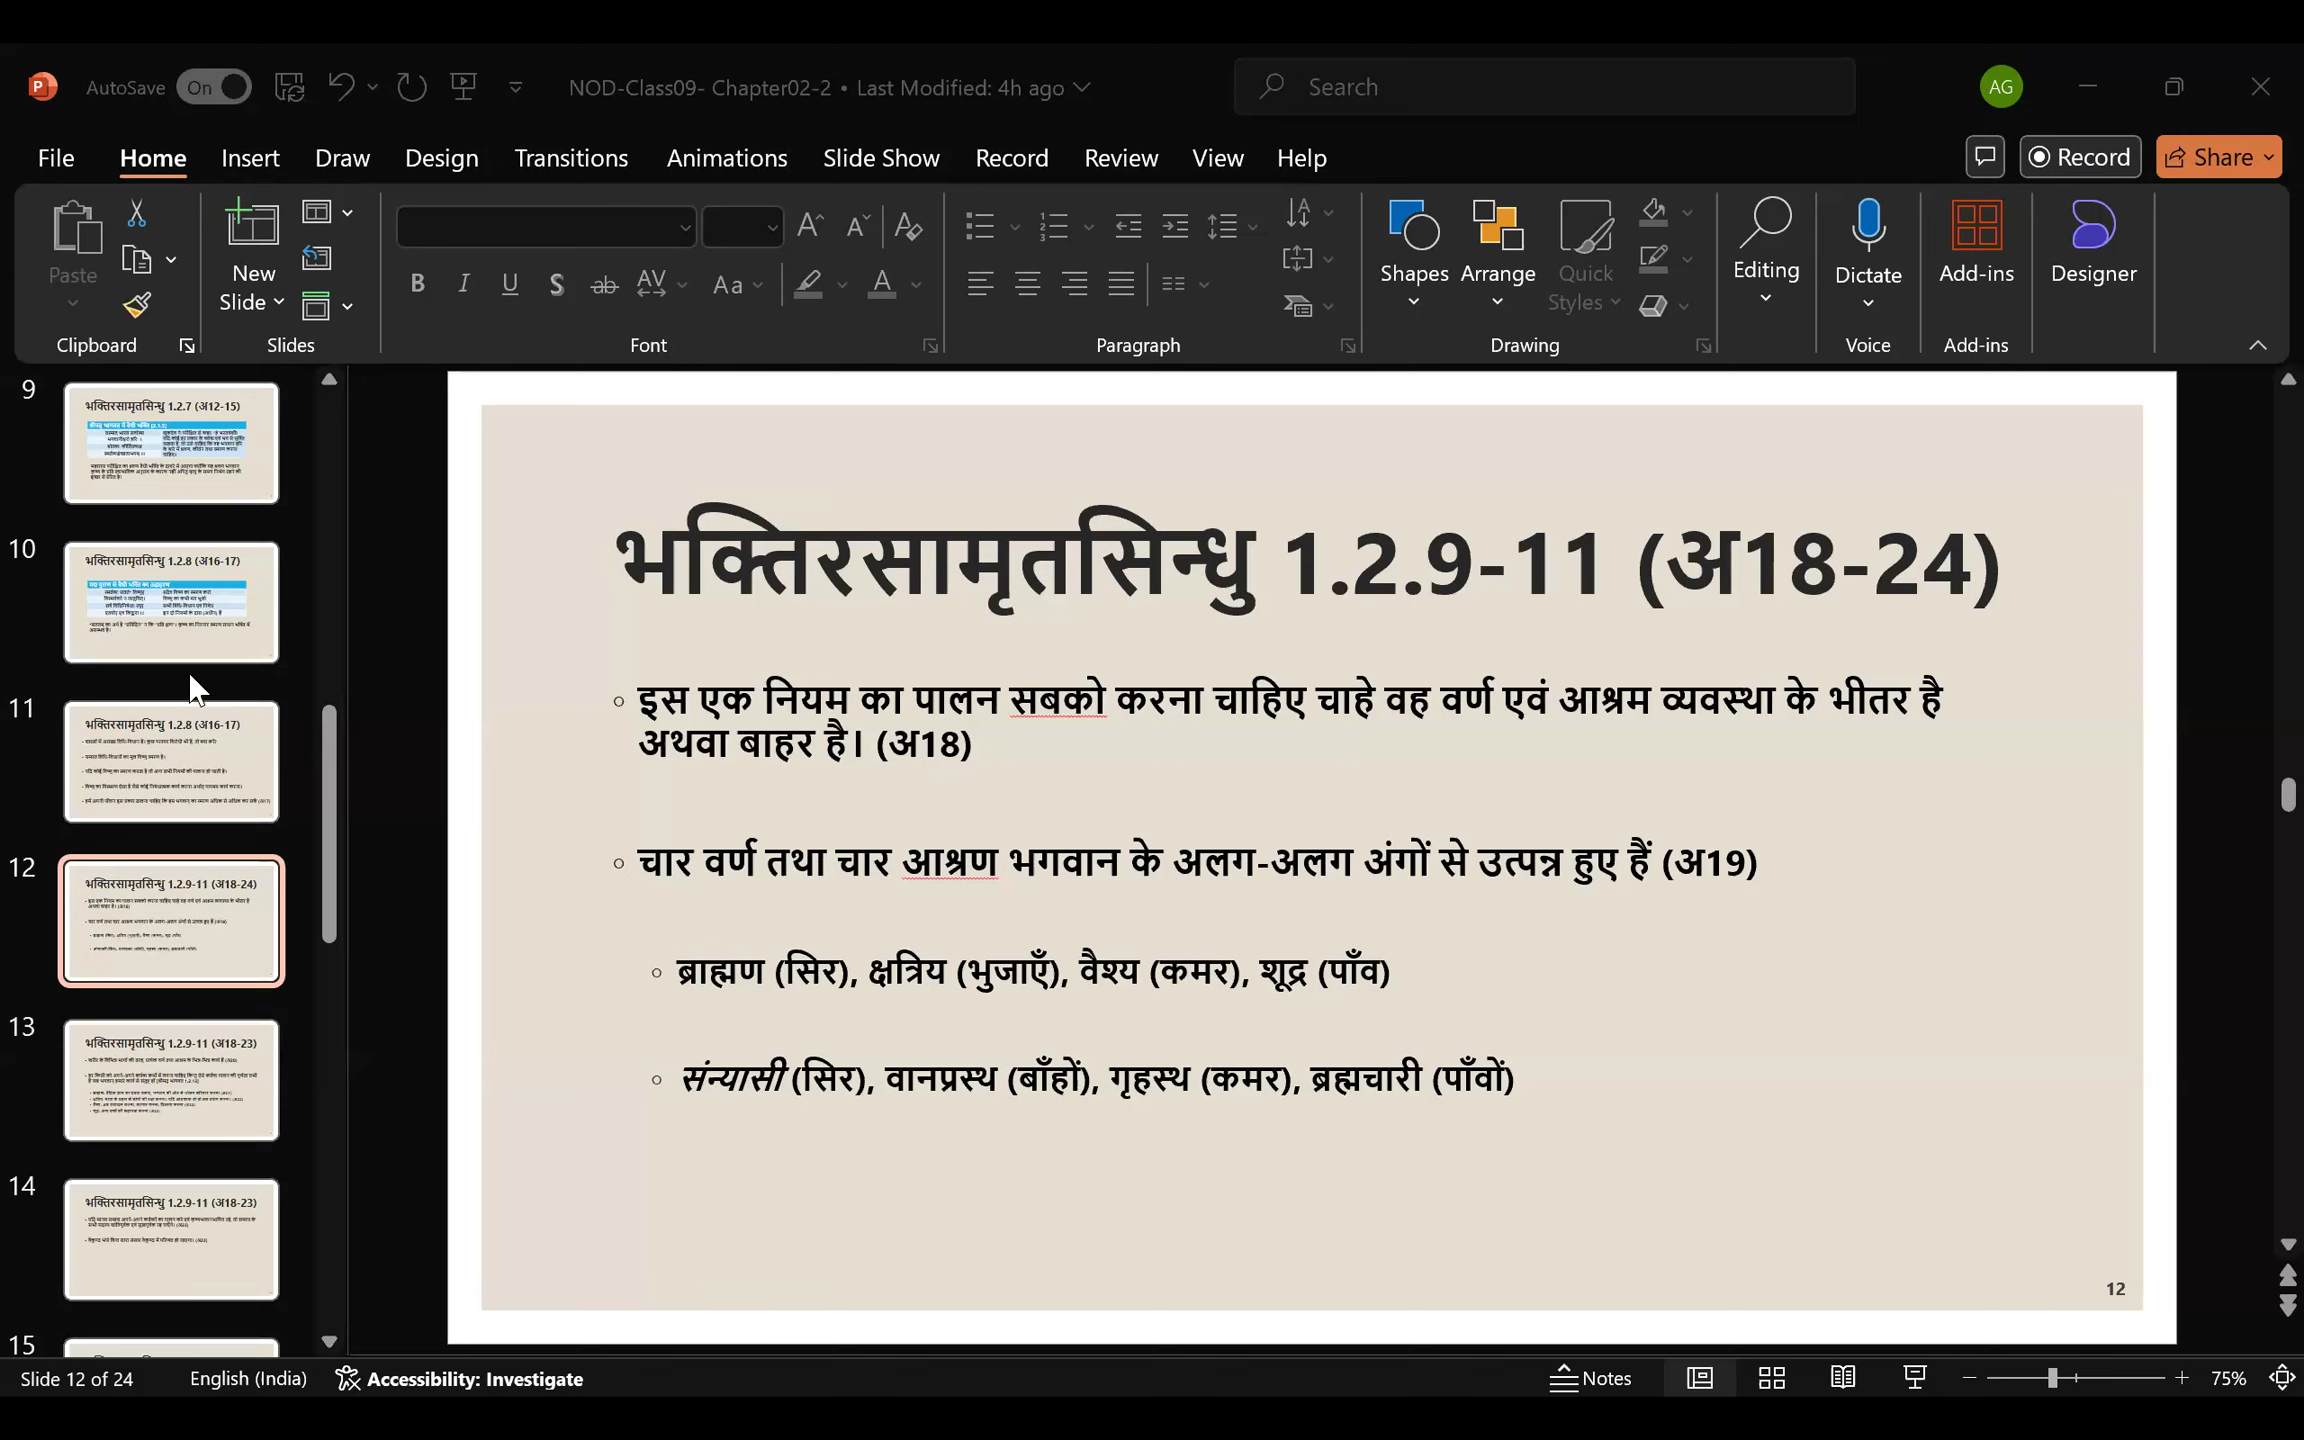 AutoSave On NOD-Class09- Chapter02-2 • Last Modified: 4h ago Search AG
File Home Insert Draw Design Transitions Animations Slide Show Record Review View Help Record Share
Paste New Slide B I U S ab AV Aa A Shapes Arrange Quick Styles Editing Dictate Add-ins Designer
Clipboard Slides Font Paragraph Drawing Voice Add-ins
9
भक्तिरसामृतसिन्धु 1.2.7 (अ12-15)
10
भक्तिरसामृतसिन्धु 1.2.8 (अ16-17)
11
भक्तिरसामृतसिन्धु 1.2.8 (अ16-17)
12
भक्तिरसामृतसिन्धु 1.2.9-11 (अ18-24)
13
भक्तिरसामृतसिन्धु 1.2.9-11 (अ18-23)
14
भक्तिरसामृतसिन्धु 1.2.9-11 (अ18-23)
15
भक्तिरसामृतसिन्धु 1.2.9-11 (अ18-24)
इस एक नियम का पालन सबको करना चाहिए चाहे वह वर्ण एवं आश्रम व्यवस्था के भीतर है
अथवा बाहर है। (अ18)
चार वर्ण तथा चार आश्रण भगवान के अलग-अलग अंगों से उत्पन्न हुए हैं (अ19)
ब्राह्मण (सिर), क्षत्रिय (भुजाएँ), वैश्य (कमर), शूद्र (पाँव)
संन्यासी (सिर), वानप्रस्थ (बाँहों), गृहस्थ (कमर), ब्रह्मचारी (पाँवों)
12
Slide 12 of 24 English (India) Accessibility: Investigate Notes 75%